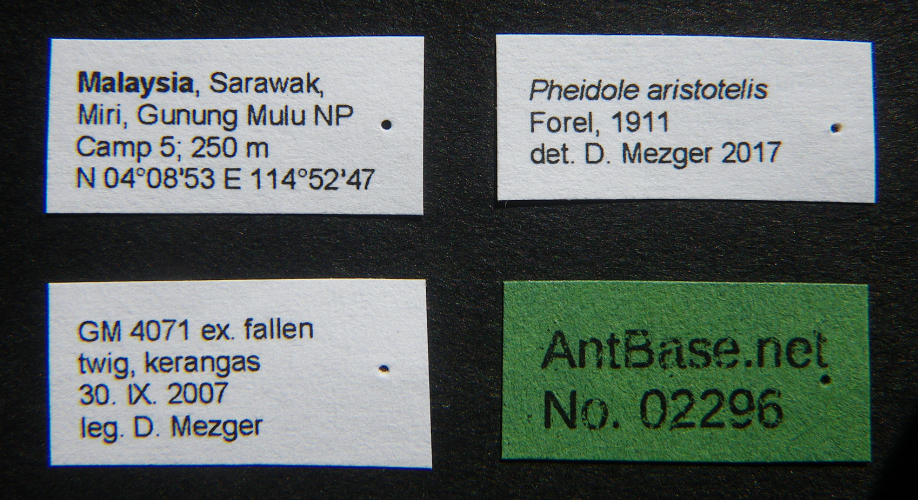 Malaysia, Sarawak,
Miri, Gunung Mulu NP
Camp 5; 250 m
N 04°08'53 E 114°52'47
Pheidole aristotelis
Forel, 1911
det. D. Mezger 2017
GM 4071 ex. fallen
twig, kerangas
30. IX. 2007
leg. D. Mezger
AntBase.net
No. 02296